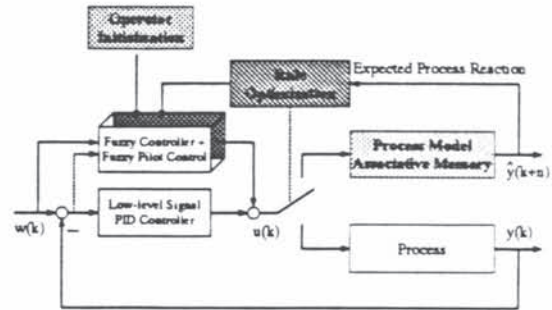 Operator
Initialization
Rule
Optimization
Expected Process Reaction
Fuzzy Controller +
Fuzzy Pilot Control
Process Model
Associative Memory
ŷ(k+n)
Low-level Signal
PID Controller
w(k)
−
u(k)
Process
y(k)